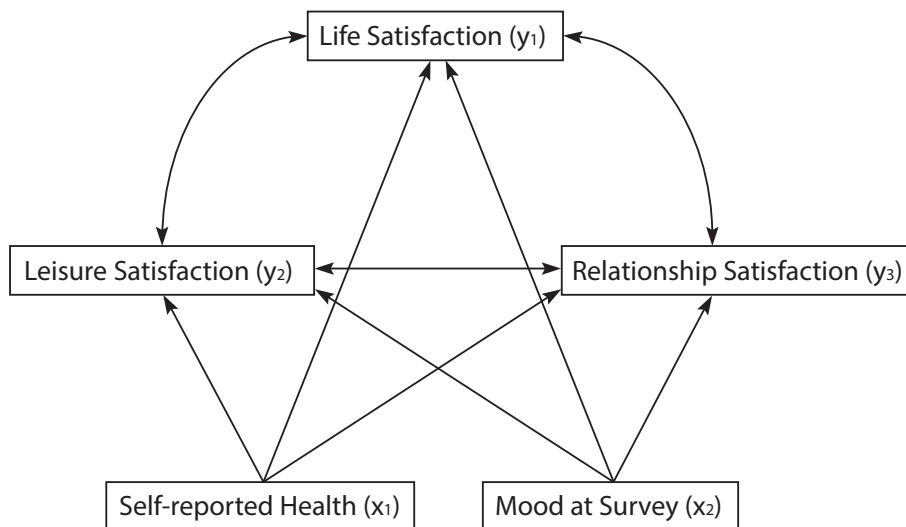 Life Satisfaction (y₁)
Leisure Satisfaction (y₂)
Relationship Satisfaction (y₃)
Self-reported Health (x₁)
Mood at Survey (x₂)